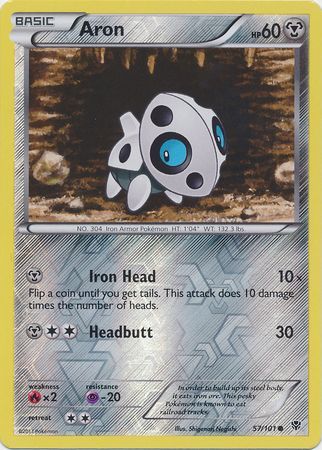 BASIC
Aron
HP60
NO. 304 Iron Armor Pokémon HT: 1'04" WT: 132.3 lbs.
Iron Head 10×
Flip a coin until you get tails. This attack does 10 damage
times the number of heads.
Headbutt 30
weakness resistance
×2 -20
retreat
In order to build up its steel body,
it eats iron ore. This pesky
Pokémon is known to eat
railroad tracks.
Illus. Shigenori Negishi
57/101